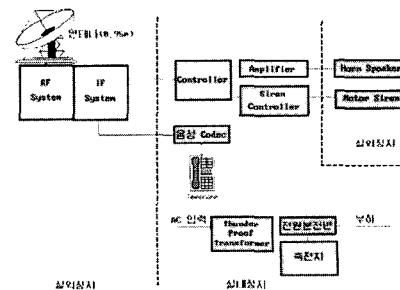 안테나(0.95m)
RF
System
IF
System
Controller
Amplifier
Horn Speaker
Siren
Controller
Motor Siren
실외장치
음성 Codec
AC 입력
Thunder
Proof
Transformer
전원분전반
부하
축전지
실외장치
실내장치